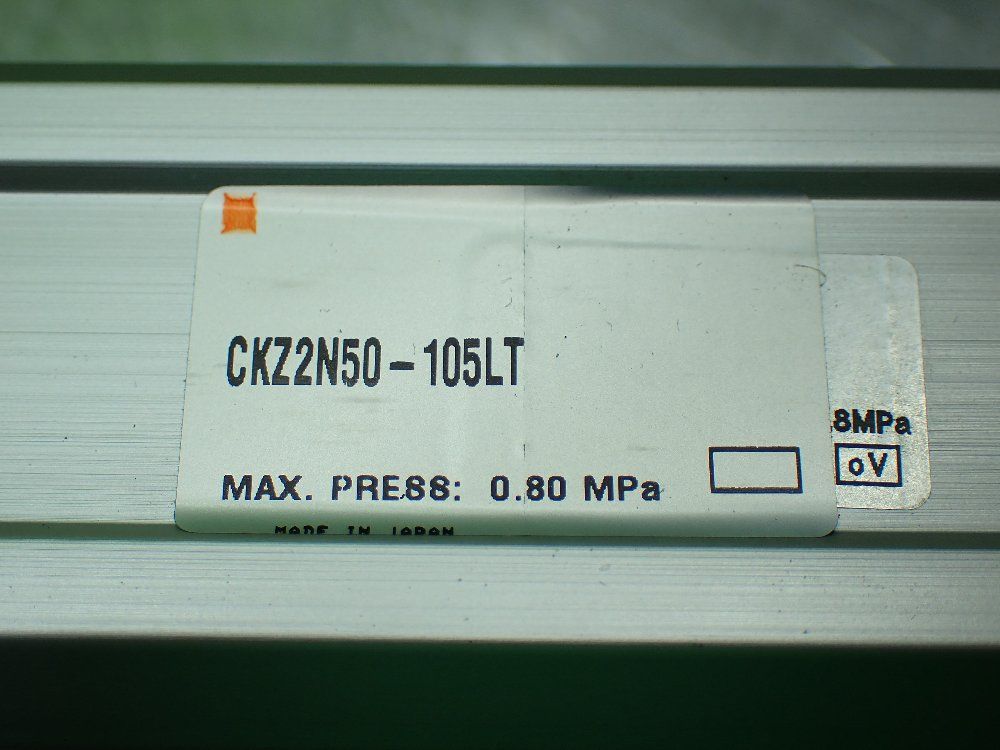 CKZ2N50-105LT
8MPa
oV
MAX. PRESS: 0.80 MPa
MADE IN JAPAN